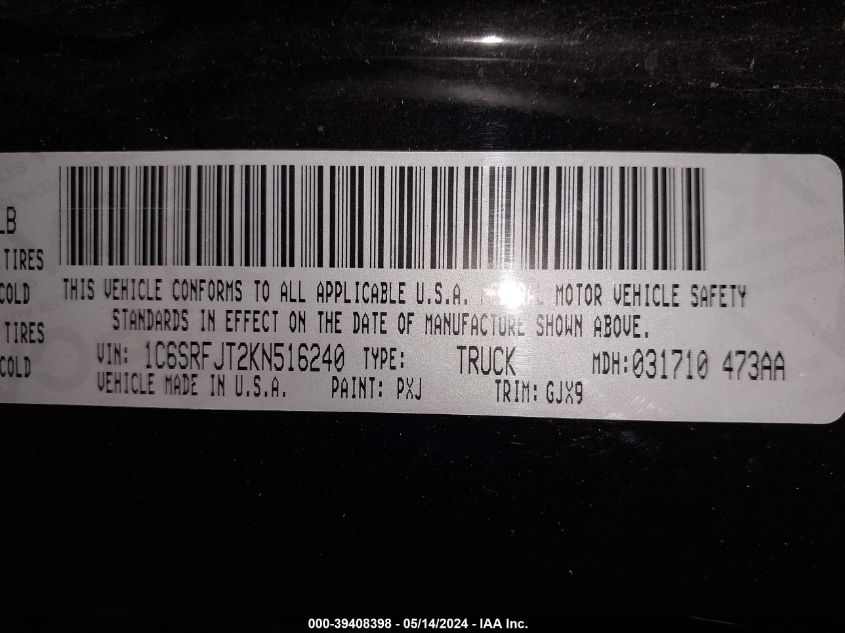 LB
TIRES
COLD
TIRES
COLD
THIS VEHICLE CONFORMS TO ALL APPLICABLE U.S.A. MOTOR VEHICLE SAFETY
STANDARDS IN EFFECT ON THE DATE OF MANUFACTURE SHOWN ABOVE.
VIN: 1C6SRFJT2KN516240 TYPE: TRUCK MDH:031710 473AA
VEHICLE MADE IN U.S.A. PAINT: PXJ TRIM: GJX9
000-39408398 - 05/14/2024 - IAA Inc.